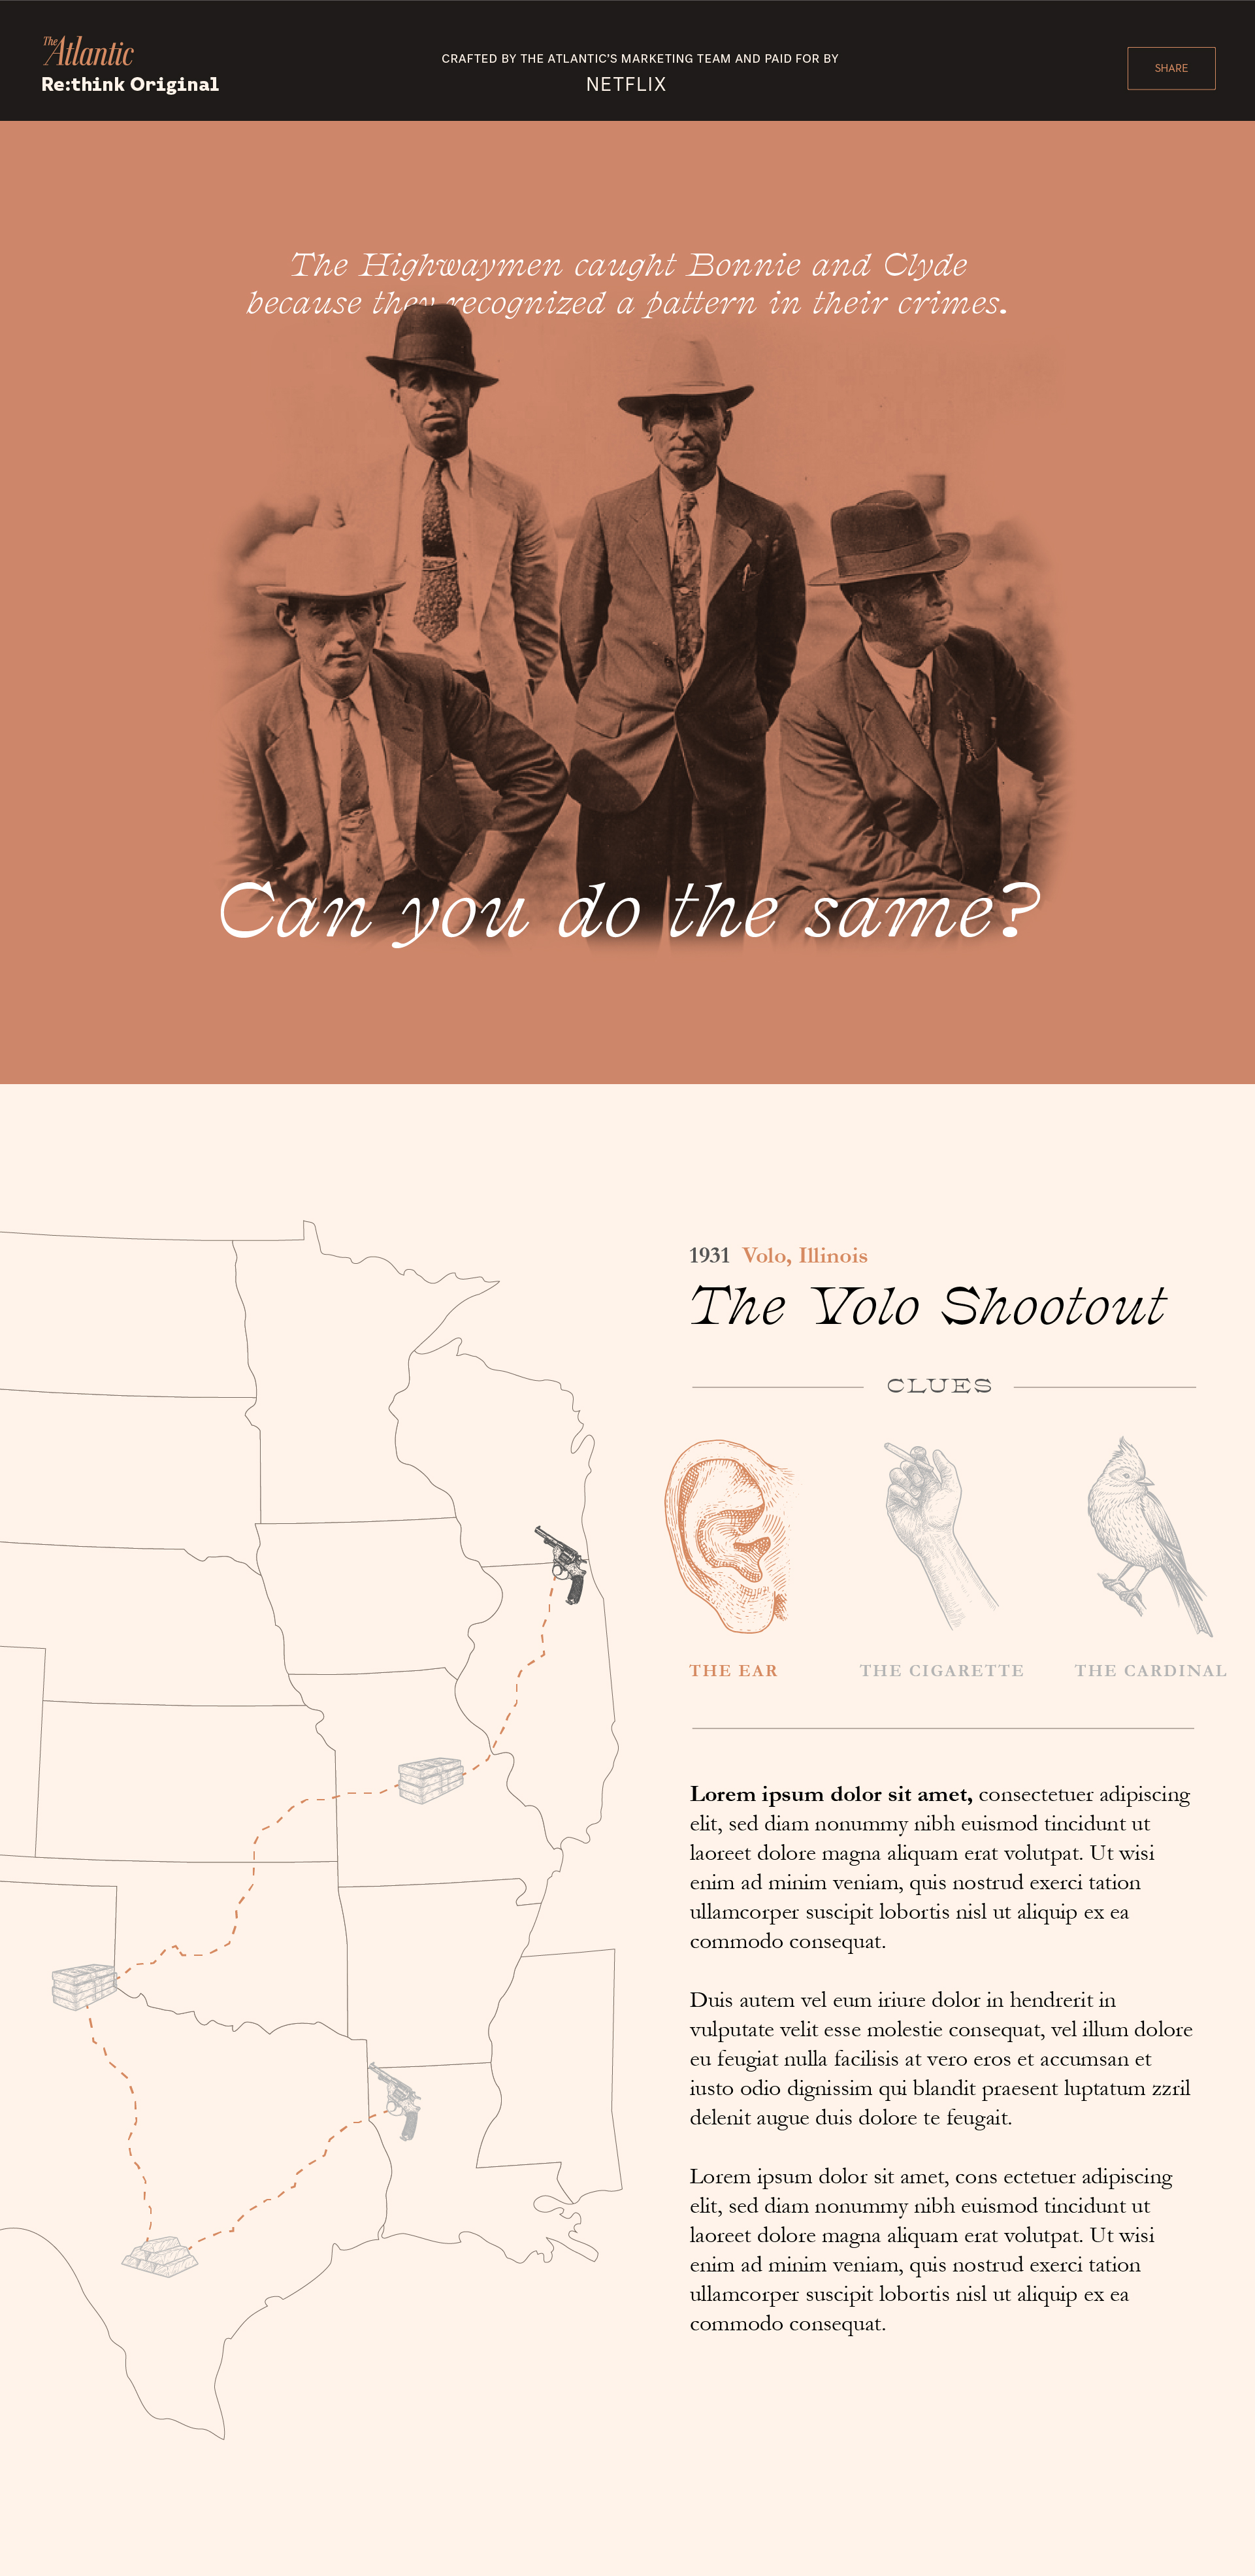 The Atlantic
Re:think Original
CRAFTED BY THE ATLANTIC'S MARKETING TEAM AND PAID FOR BY
NETFLIX
SHARE
The Highwaymen caught Bonnie and Clyde
because they recognized a pattern in their crimes.
Can you do the same?
1931 Volo, Illinois
The Volo Shootout
CLUES
THE EAR
THE CIGARETTE
THE CARDINAL
Lorem ipsum dolor sit amet, consectetuer adipiscing
elit, sed diam nonummy nibh euismod tincidunt ut
laoreet dolore magna aliquam erat volutpat. Ut wisi
enim ad minim veniam, quis nostrud exerci tation
ullamcorper suscipit lobortis nisl ut aliquip ex ea
commodo consequat.
Duis autem vel eum iriure dolor in hendrerit in
vulputate velit esse molestie consequat, vel illum dolore
eu feugiat nulla facilisis at vero eros et accumsan et
iusto odio dignissim qui blandit praesent luptatum zzril
delenit augue duis dolore te feugait.
Lorem ipsum dolor sit amet, cons ectetuer adipiscing
elit, sed diam nonummy nibh euismod tincidunt ut
laoreet dolore magna aliquam erat volutpat. Ut wisi
enim ad minim veniam, quis nostrud exerci tation
ullamcorper suscipit lobortis nisl ut aliquip ex ea
commodo consequat.